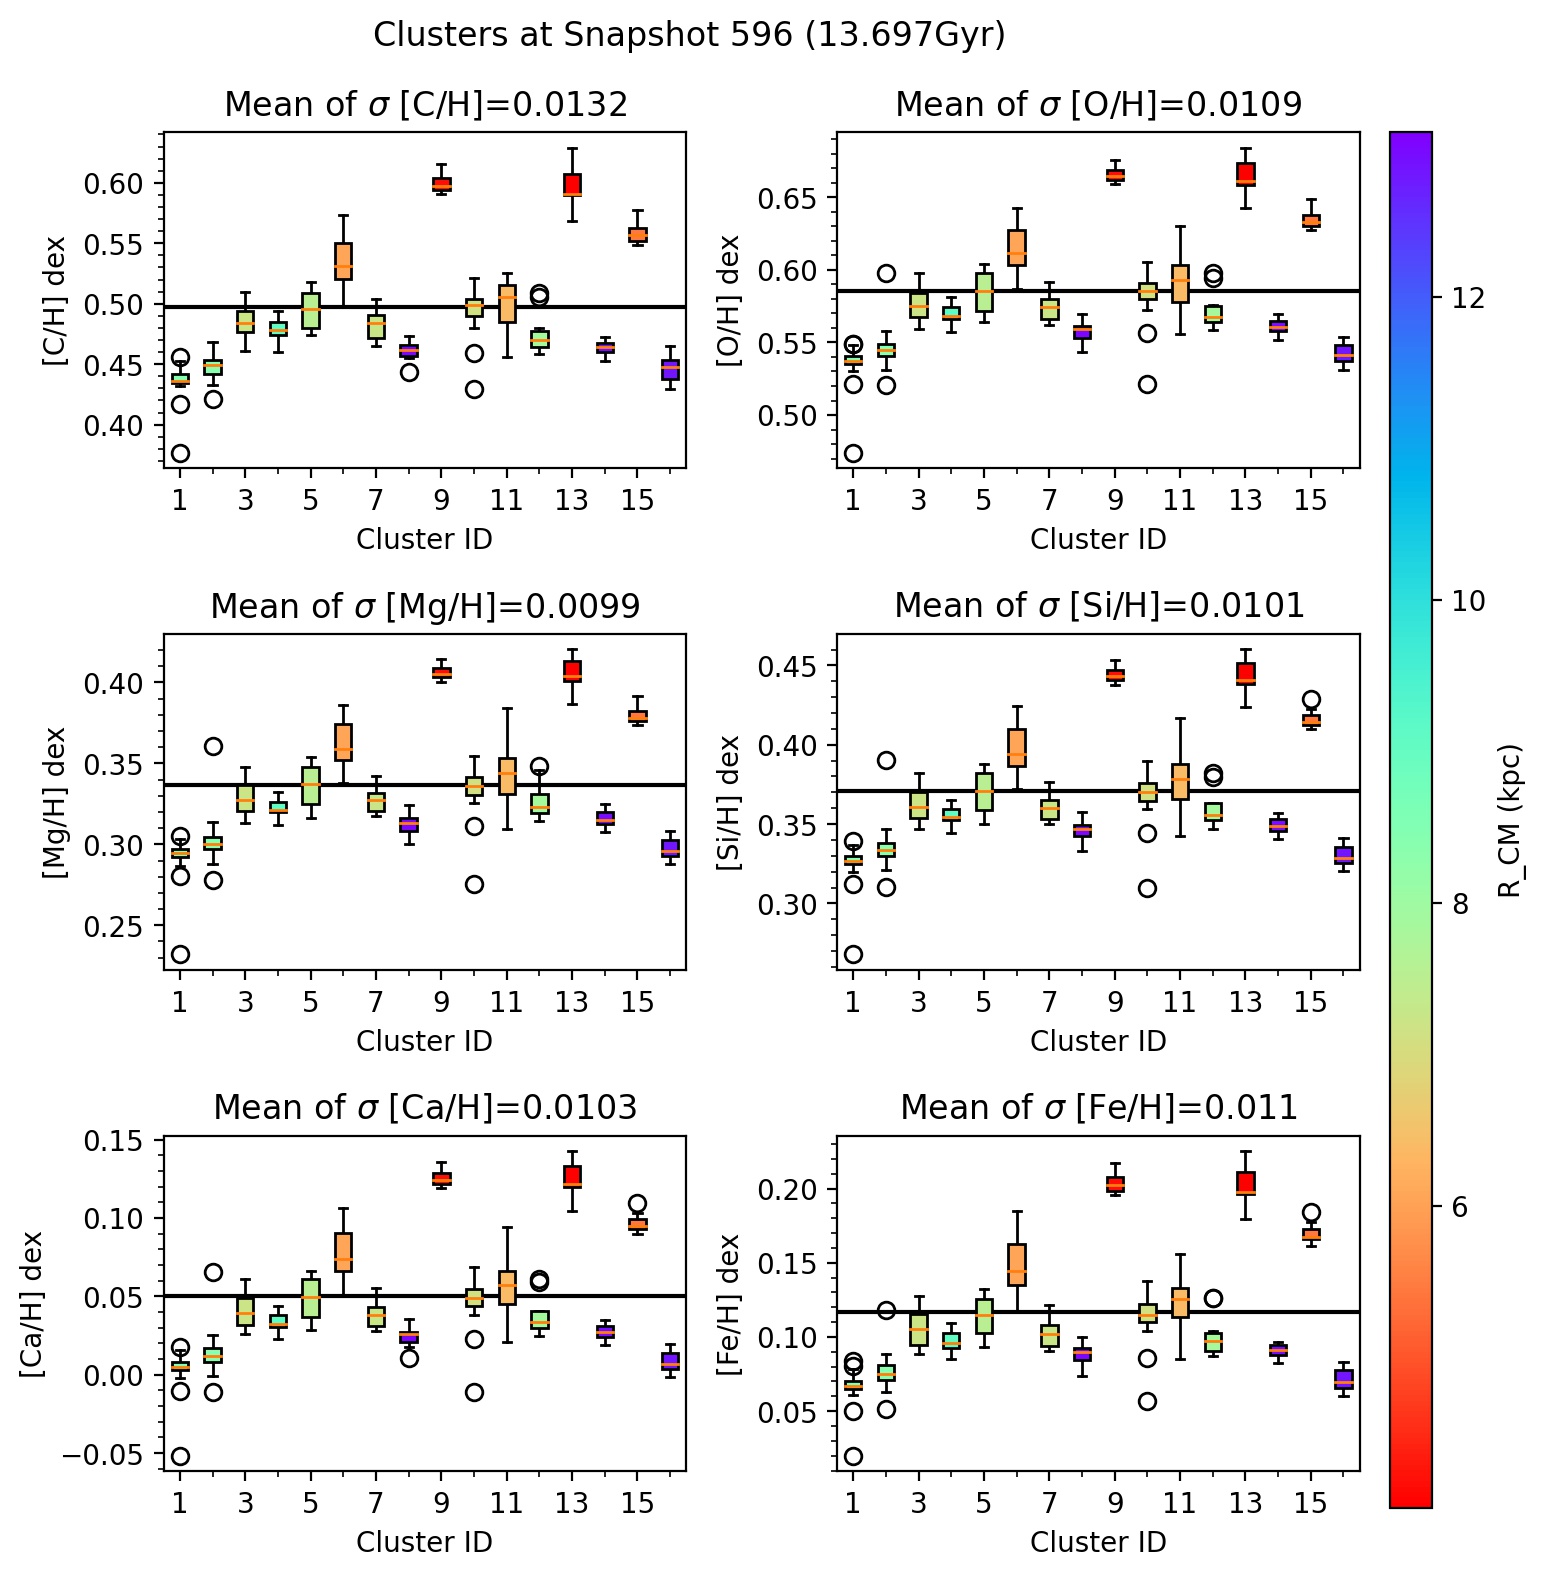 Clusters at Snapshot 596 (13.697Gyr)
Mean of σ [C/H]=0.0132
0.60
0.55
0.50
0.45
0.40
[C/H] dex
1 3 5 7 9 11 13 15
Cluster ID
Mean of σ [O/H]=0.0109
0.65
0.60
0.55
0.50
[O/H] dex
1 3 5 7 9 11 13 15
Cluster ID
Mean of σ [Mg/H]=0.0099
0.40
0.35
0.30
0.25
[Mg/H] dex
1 3 5 7 9 11 13 15
Cluster ID
Mean of σ [Si/H]=0.0101
0.45
0.40
0.35
0.30
[Si/H] dex
1 3 5 7 9 11 13 15
Cluster ID
Mean of σ [Ca/H]=0.0103
0.15
0.10
0.05
0.00
−0.05
[Ca/H] dex
1 3 5 7 9 11 13 15
Cluster ID
Mean of σ [Fe/H]=0.011
0.20
0.15
0.10
0.05
[Fe/H] dex
1 3 5 7 9 11 13 15
Cluster ID
12
10
8
6
R_CM (kpc)